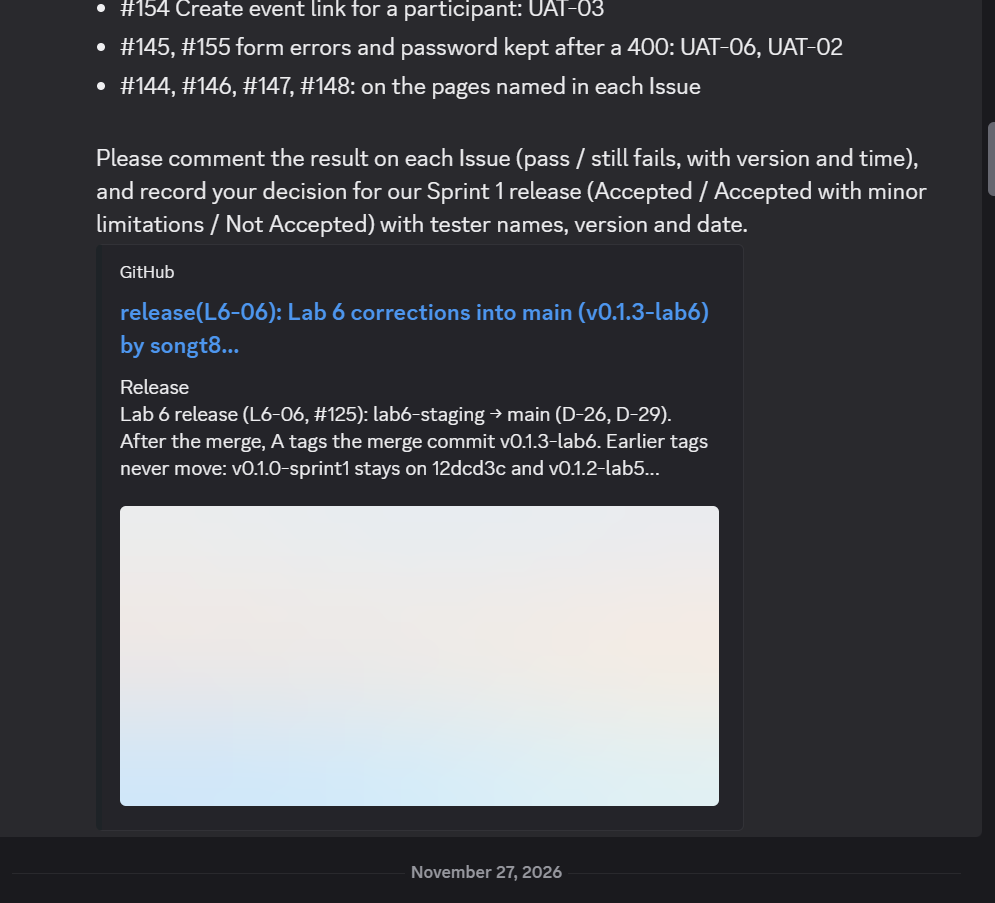 • #154 Create event link for a participant: UAT-03
• #145, #155 form errors and password kept after a 400: UAT-06, UAT-02
• #144, #146, #147, #148: on the pages named in each Issue
Please comment the result on each Issue (pass / still fails, with version and time),
and record your decision for our Sprint 1 release (Accepted / Accepted with minor
limitations / Not Accepted) with tester names, version and date.
GitHub
release(L6-06): Lab 6 corrections into main (v0.1.3-lab6)
by songt8...
Release
Lab 6 release (L6-06, #125): lab6-staging → main (D-26, D-29).
After the merge, A tags the merge commit v0.1.3-lab6. Earlier tags
never move: v0.1.0-sprint1 stays on 12dcd3c and v0.1.2-lab5...
November 27, 2026